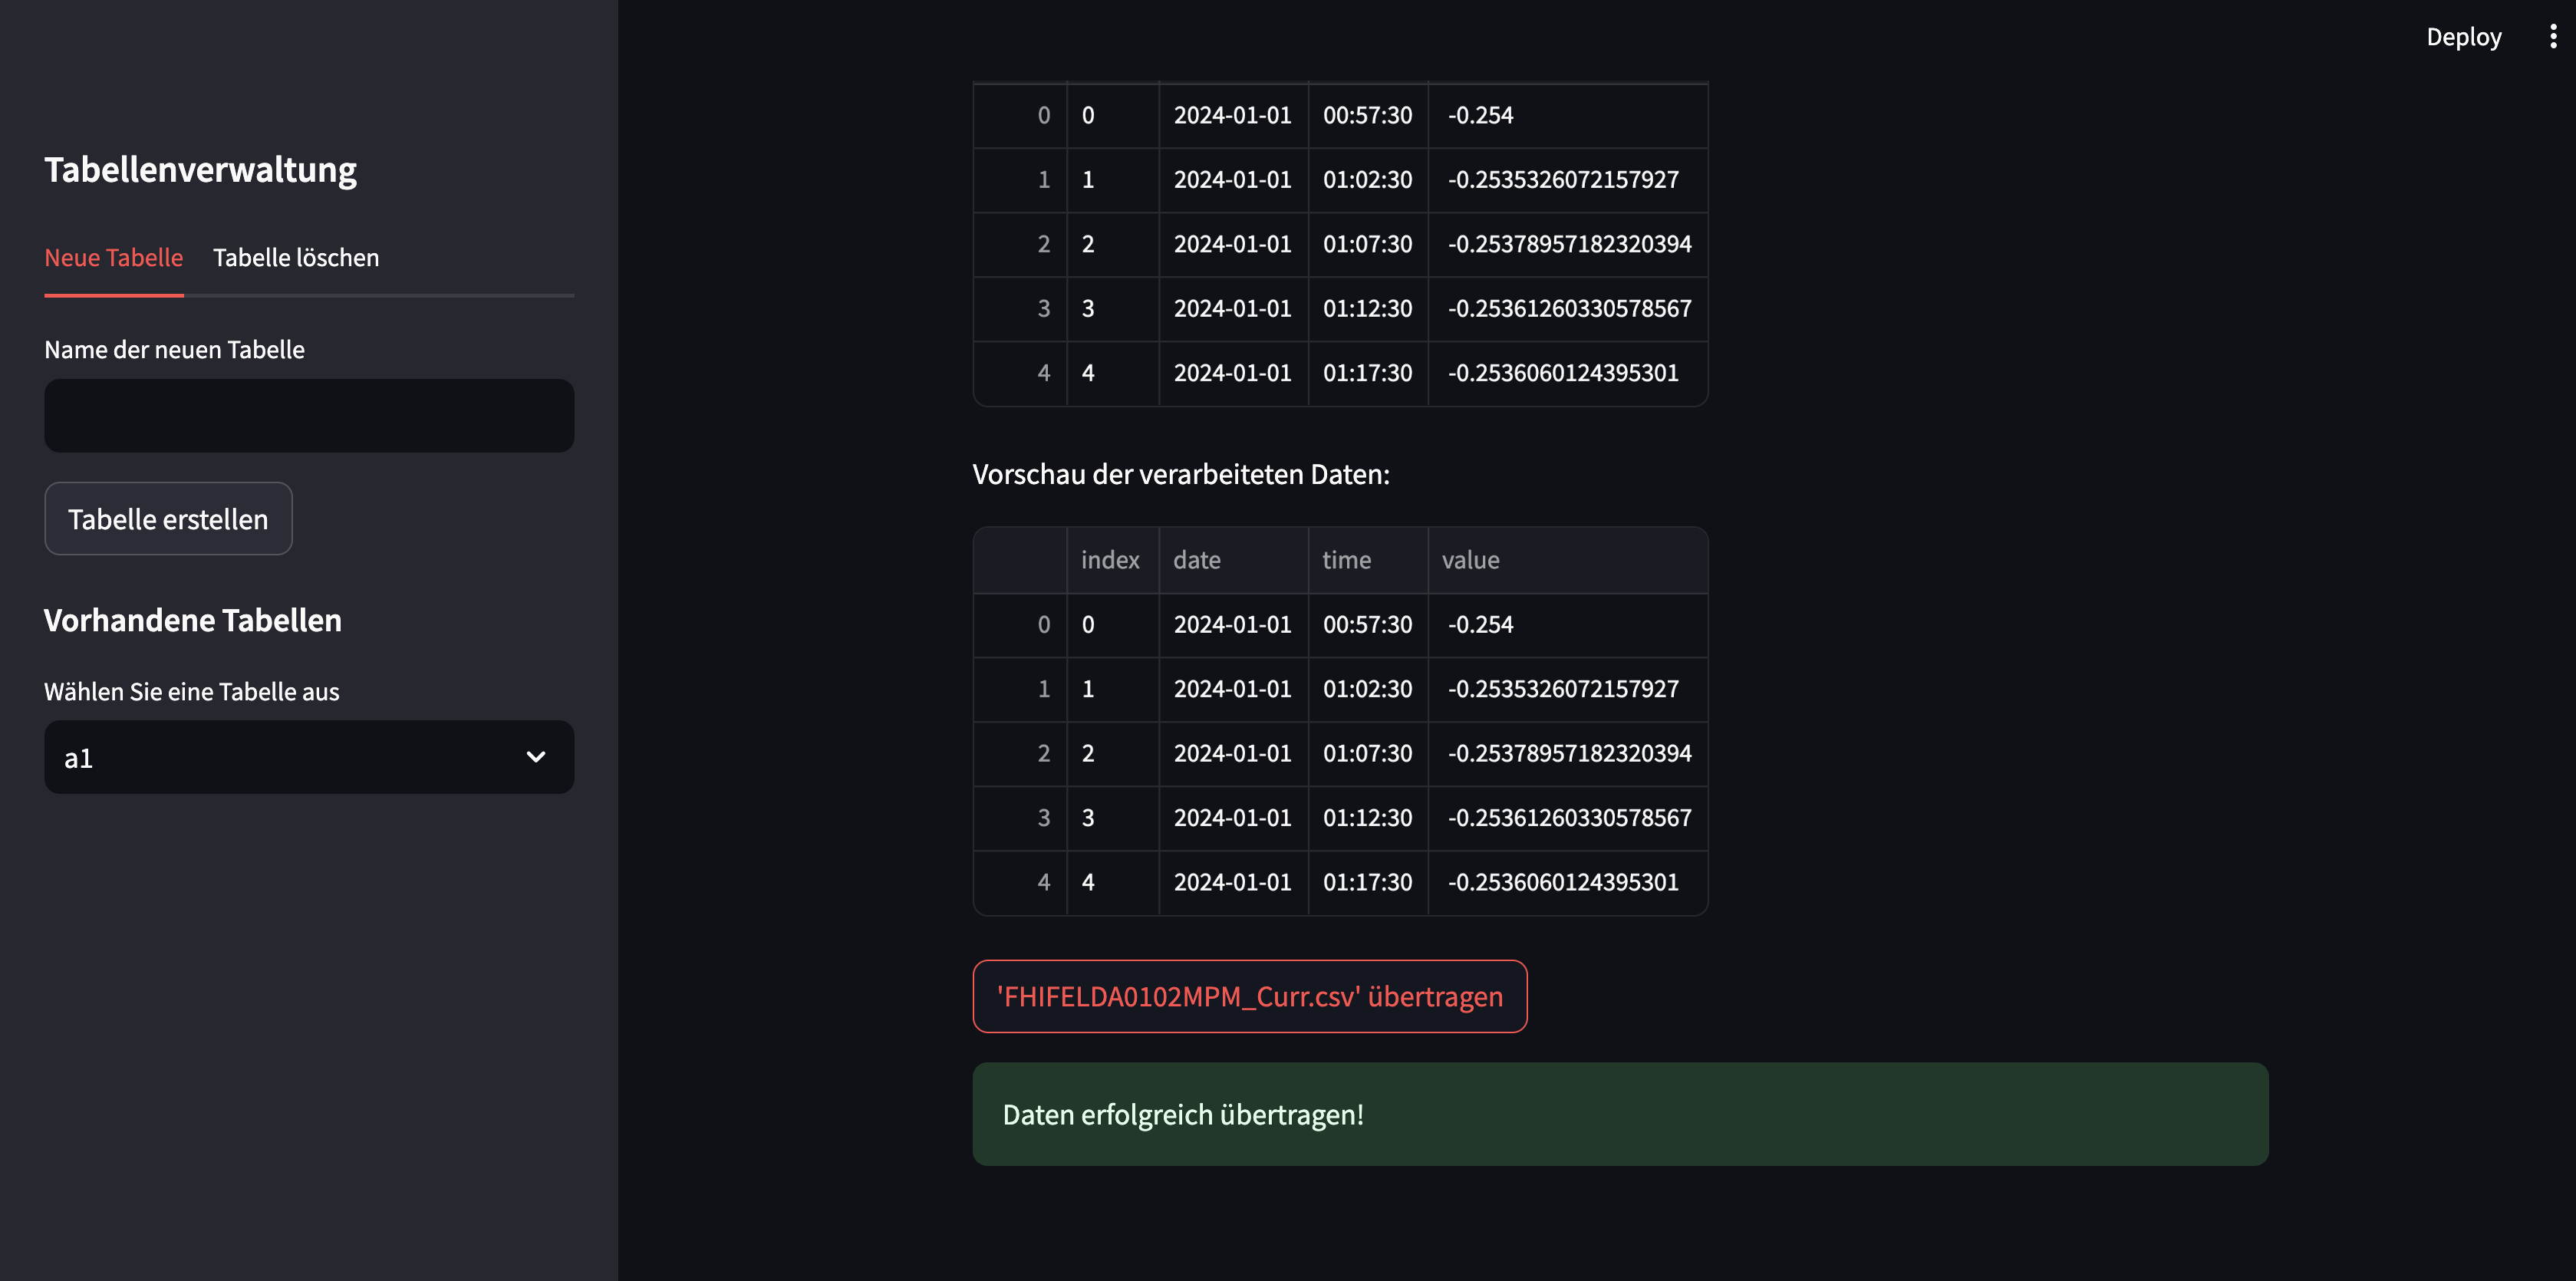 Deploy
Tabellenverwaltung
Neue Tabelle Tabelle löschen
Name der neuen Tabelle
Tabelle erstellen
Vorhandene Tabellen
Wählen Sie eine Tabelle aus
a1
0 0 2024-01-01 00:57:30 -0.254
1 1 2024-01-01 01:02:30 -0.2535326072157927
2 2 2024-01-01 01:07:30 -0.25378957182320394
3 3 2024-01-01 01:12:30 -0.25361260330578567
4 4 2024-01-01 01:17:30 -0.2536060124395301
Vorschau der verarbeiteten Daten:
index date time value
0 0 2024-01-01 00:57:30 -0.254
1 1 2024-01-01 01:02:30 -0.2535326072157927
2 2 2024-01-01 01:07:30 -0.25378957182320394
3 3 2024-01-01 01:12:30 -0.25361260330578567
4 4 2024-01-01 01:17:30 -0.2536060124395301
'FHIFELDA0102MPM_Curr.csv' übertragen
Daten erfolgreich übertragen!